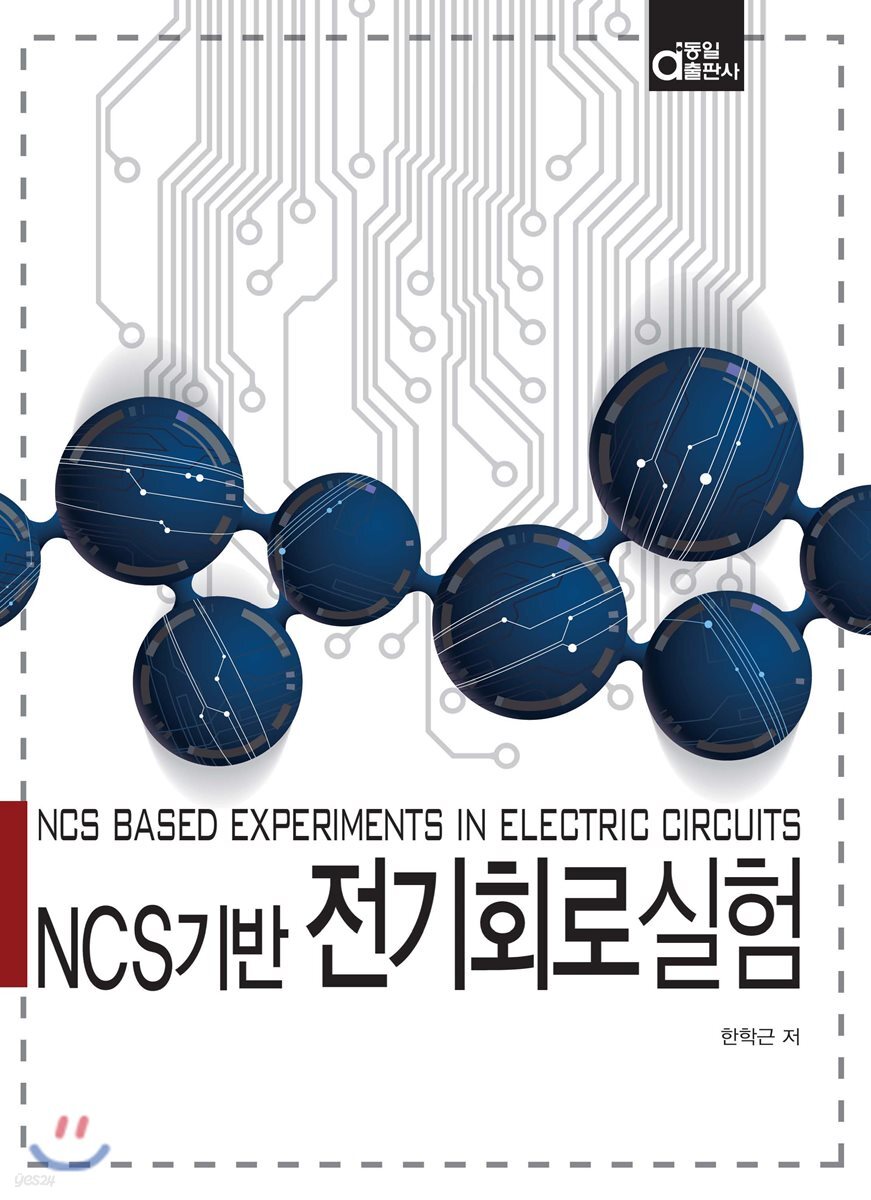 동일
출판사
NCS BASED EXPERIMENTS IN ELECTRIC CIRCUITS
NCS기반 전기회로실험
한학근 저
yes24